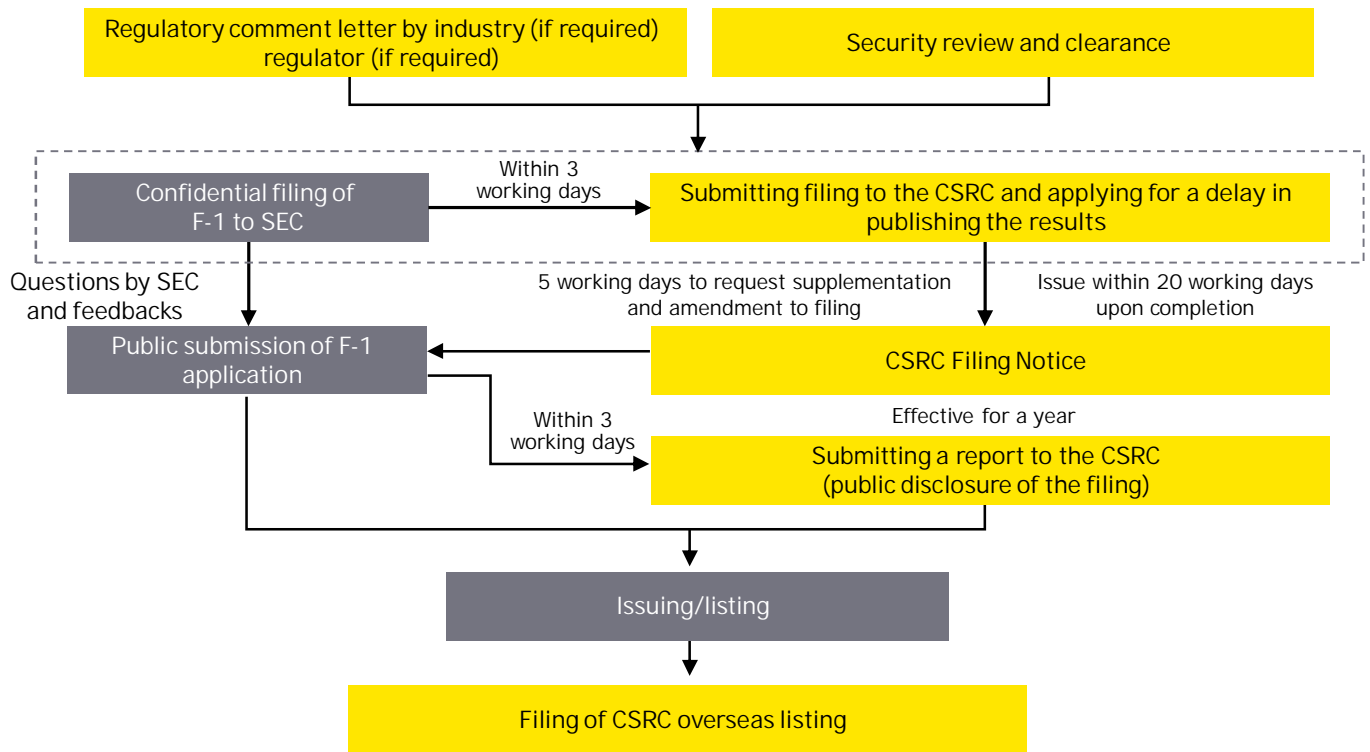 Regulatory comment letter by industry (if required)
regulator (if required)
Security review and clearance
Confidential filing of
F-1 to SEC
Within 3
working days
Submitting filing to the CSRC and applying for a delay in
publishing the results
Questions by SEC
and feedbacks
5 working days to request supplementation
and amendment to filing
Issue within 20 working days
upon completion
Public submission of F-1
application
CSRC Filing Notice
Within 3
working days
Effective for a year
Submitting a report to the CSRC
(public disclosure of the filing)
Issuing/listing
Filing of CSRC overseas listing